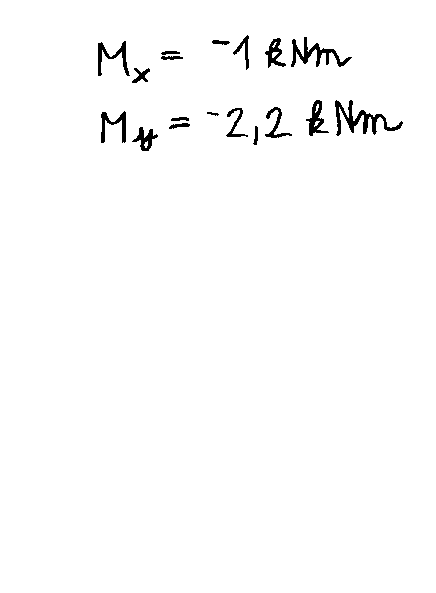 Mx = -1 kNm
My = -2,2 kNm